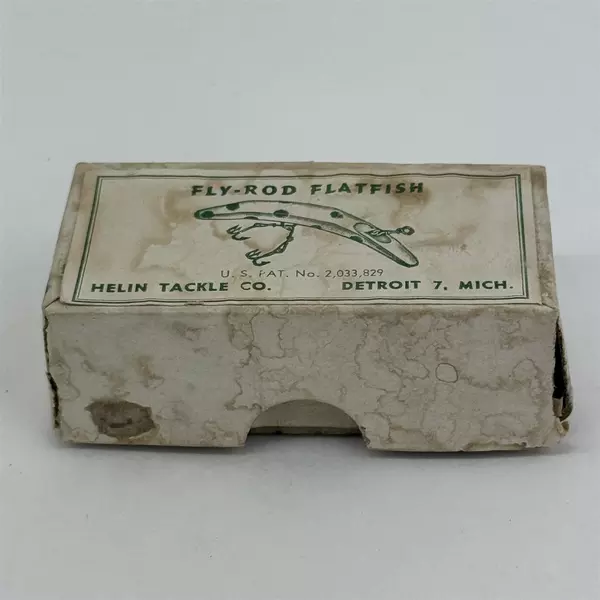 FLY-ROD FLATFISH
U. S. PAT. No. 2,033,829
HELIN TACKLE CO. DETROIT 7, MICH.